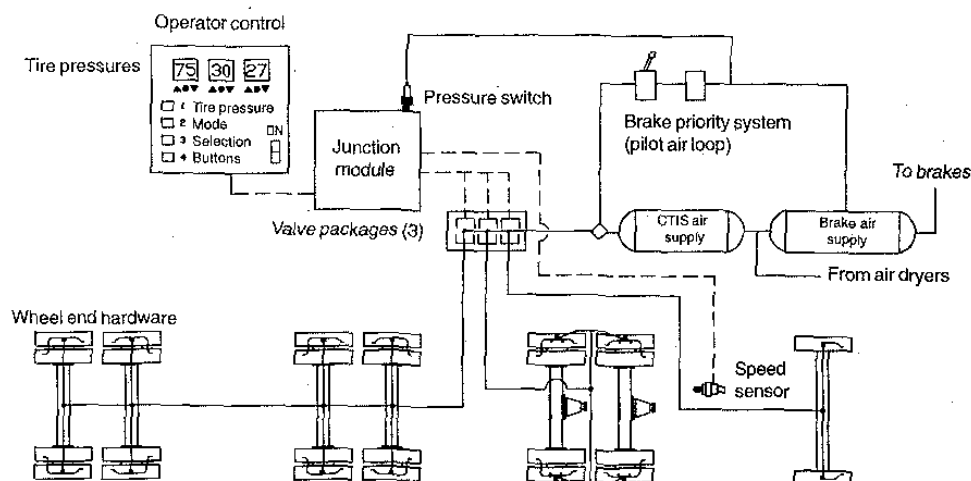 Operator control
Tire pressures
75 30 27
1 Tire pressure
2 Mode
3 Selection
4 Buttons
ON
Pressure switch
Junction
module
Brake priority system
(pilot air loop)
To brakes
Valve packages (3)
CTIS air
supply
Brake air
supply
From air dryers
Wheel end hardware
Speed
sensor